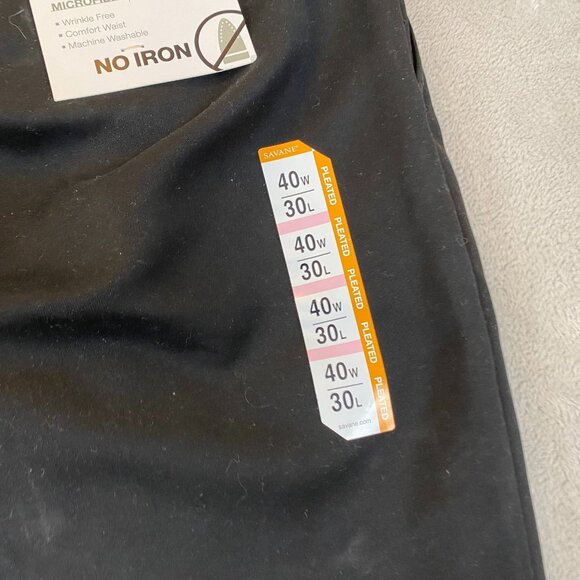 MICROFIBER
• Wrinkle Free
• Comfort Waist
• Machine Washable
NO IRON
SAVANE®
40W
30L
PLEATED
40W
30L
PLEATED
40W
30L
PLEATED
40W
30L
PLEATED
PLEATED
savane.com